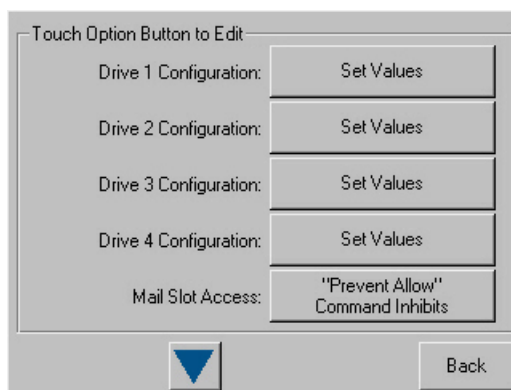 Touch Option Button to Edit
Drive 1 Configuration: Set Values
Drive 2 Configuration: Set Values
Drive 3 Configuration: Set Values
Drive 4 Configuration: Set Values
Mail Slot Access: "Prevent Allow"
Command Inhibits
Back